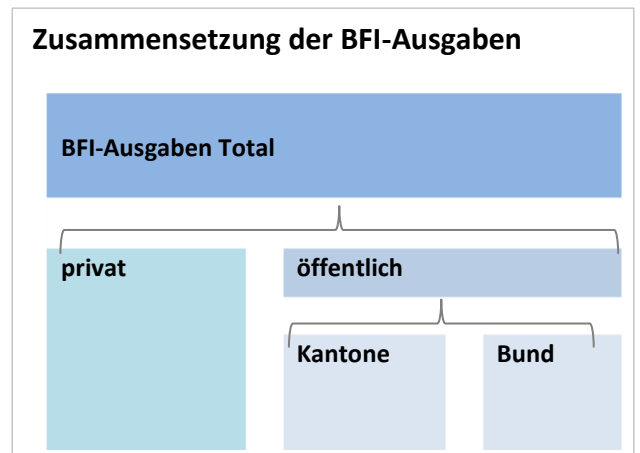 Zusammensetzung der BFI-Ausgaben
BFI-Ausgaben Total
privat
öffentlich
Kantone
Bund